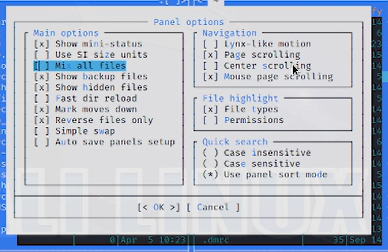 Panel options
Main options
[x] Show mini-status
[ ] Use SI size units
[ ] Mix all files
[x] Show backup files
[x] Show hidden files
[ ] Fast dir reload
[x] Mark moves down
[x] Reverse files only
[ ] Simple swap
[ ] Auto save panels setup
Navigation
[ ] Lynx-like motion
[x] Page scrolling
[ ] Center scrolling
[x] Mouse page scrolling
File highlight
[x] File types
[ ] Permissions
Quick search
( ) Case insensitive
( ) Case sensitive
(*) Use panel sort mode
[< OK >] [ Cancel ]
0|Apr 5 10:23| .dmrc
35|Sep